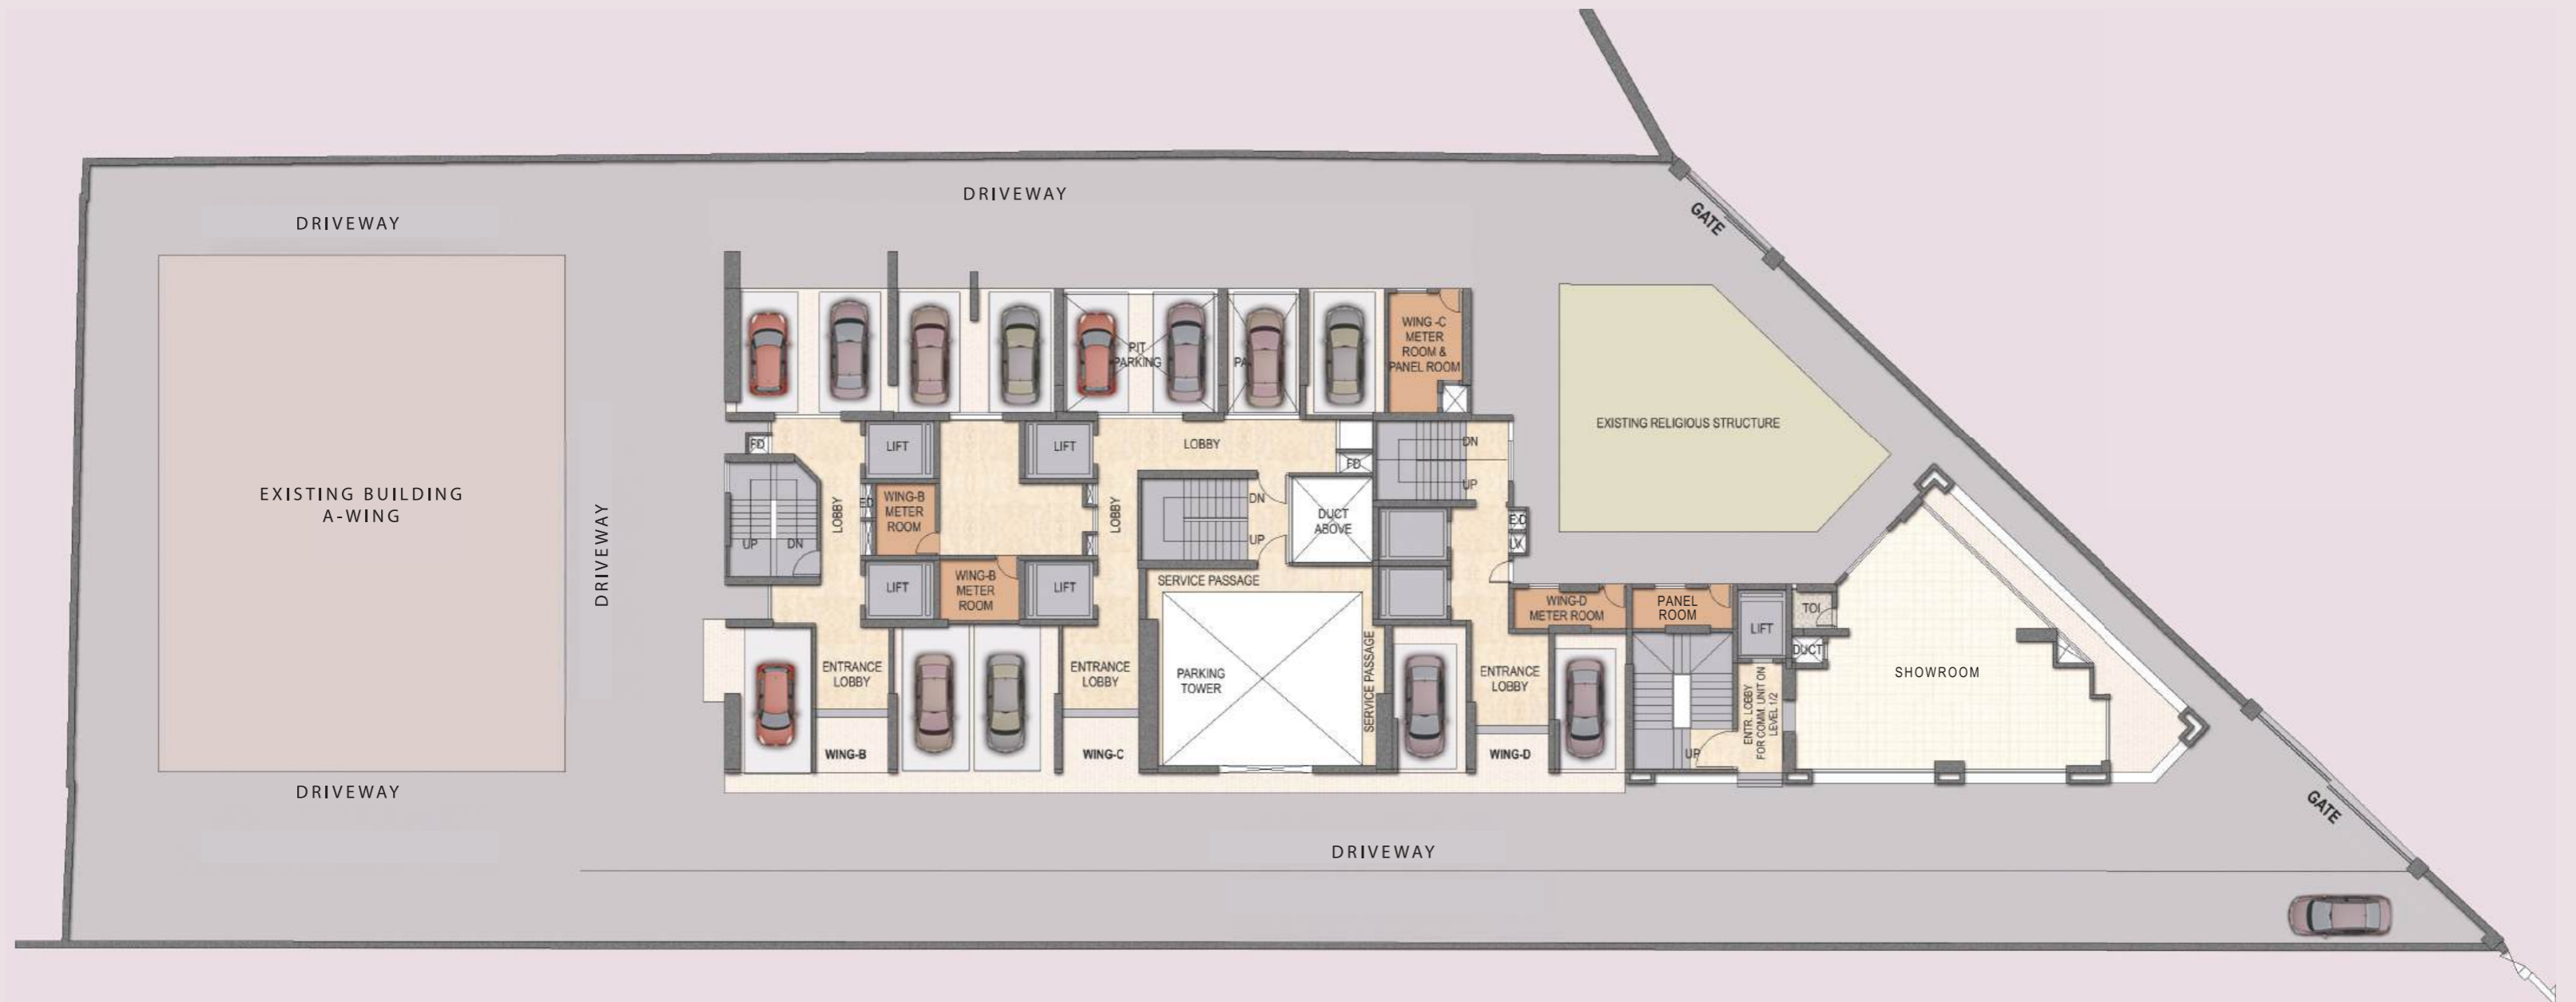 DRIVEWAY
DRIVEWAY
GATE
WING -C
METER
ROOM &
PANEL ROOM
PIT
PARKING
PA
EXISTING RELIGIOUS STRUCTURE
EXISTING BUILDING
A-WING
DRIVEWAY
FD
LIFT
LIFT
LOBBY
FD
DN
UP
LOBBY
ED
WING-B
METER
ROOM
LOBBY
DN
UP
DUCT
ABOVE
UP
DN
ED
LV
LIFT
WING-B
METER
ROOM
LIFT
SERVICE PASSAGE
WING-D
METER ROOM
PANEL
ROOM
LIFT
TOI
DUCT
SHOWROOM
ENTRANCE
LOBBY
ENTRANCE
LOBBY
PARKING
TOWER
SERVICE PASSAGE
ENTRANCE
LOBBY
ENTR. LOBBY
FOR COMM. UNIT ON
LEVEL 1/2
UP
WING-B
WING-C
WING-D
DRIVEWAY
GATE
DRIVEWAY